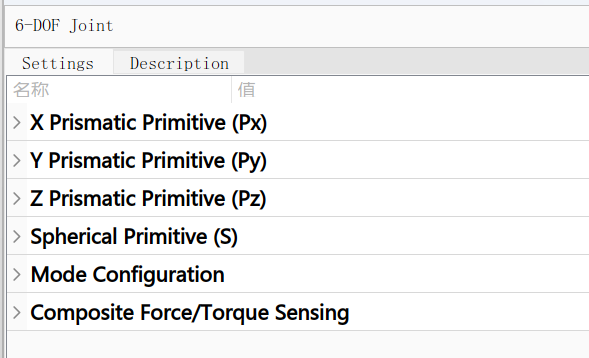 6-DOF Joint
Settings Description
名称 值
X Prismatic Primitive (Px)
Y Prismatic Primitive (Py)
Z Prismatic Primitive (Pz)
Spherical Primitive (S)
Mode Configuration
Composite Force/Torque Sensing